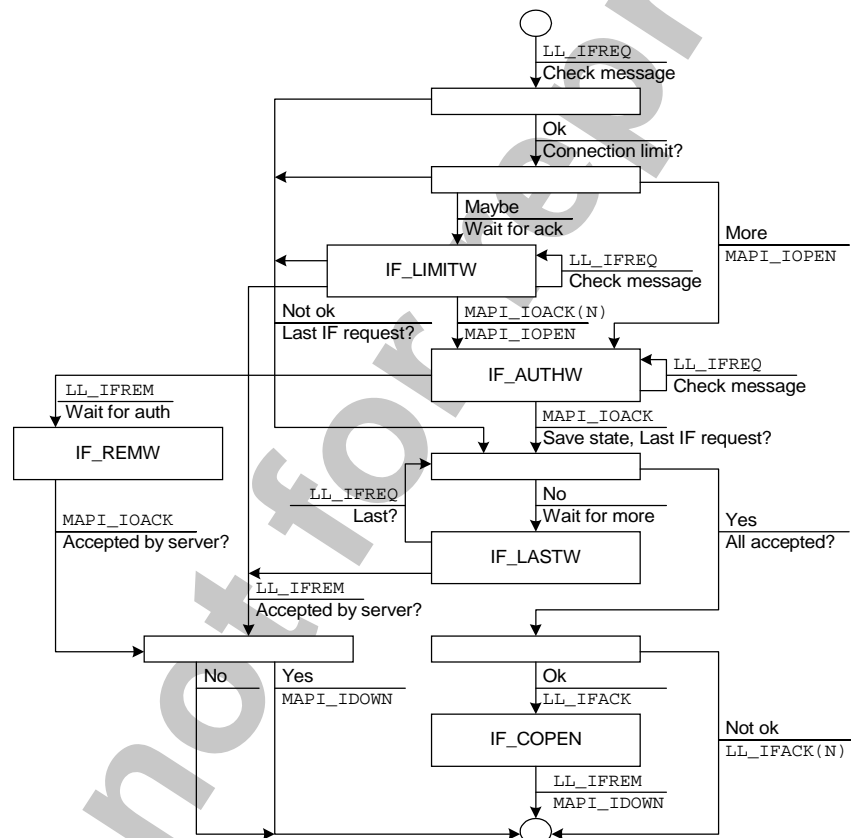 LL_IFREQ
Check message
Ok
Connection limit?
Maybe
Wait for ack
More
MAPI_IOPEN
IF_LIMITW
LL_IFREQ
Check message
Not ok
Last IF request?
MAPI_IOACK(N)
MAPI_IOPEN
IF_AUTHW
LL_IFREQ
Check message
LL_IFREM
Wait for auth
MAPI_IOACK
Save state, Last IF request?
IF_REMW
LL_IFREQ
Last?
No
Wait for more
MAPI_IOACK
Accepted by server?
Yes
All accepted?
IF_LASTW
LL_IFREM
Accepted by server?
No
Yes
MAPI_IDOWN
Ok
LL_IFACK
IF_COPEN
Not ok
LL_IFACK(N)
LL_IFREM
MAPI_IDOWN
not for repr